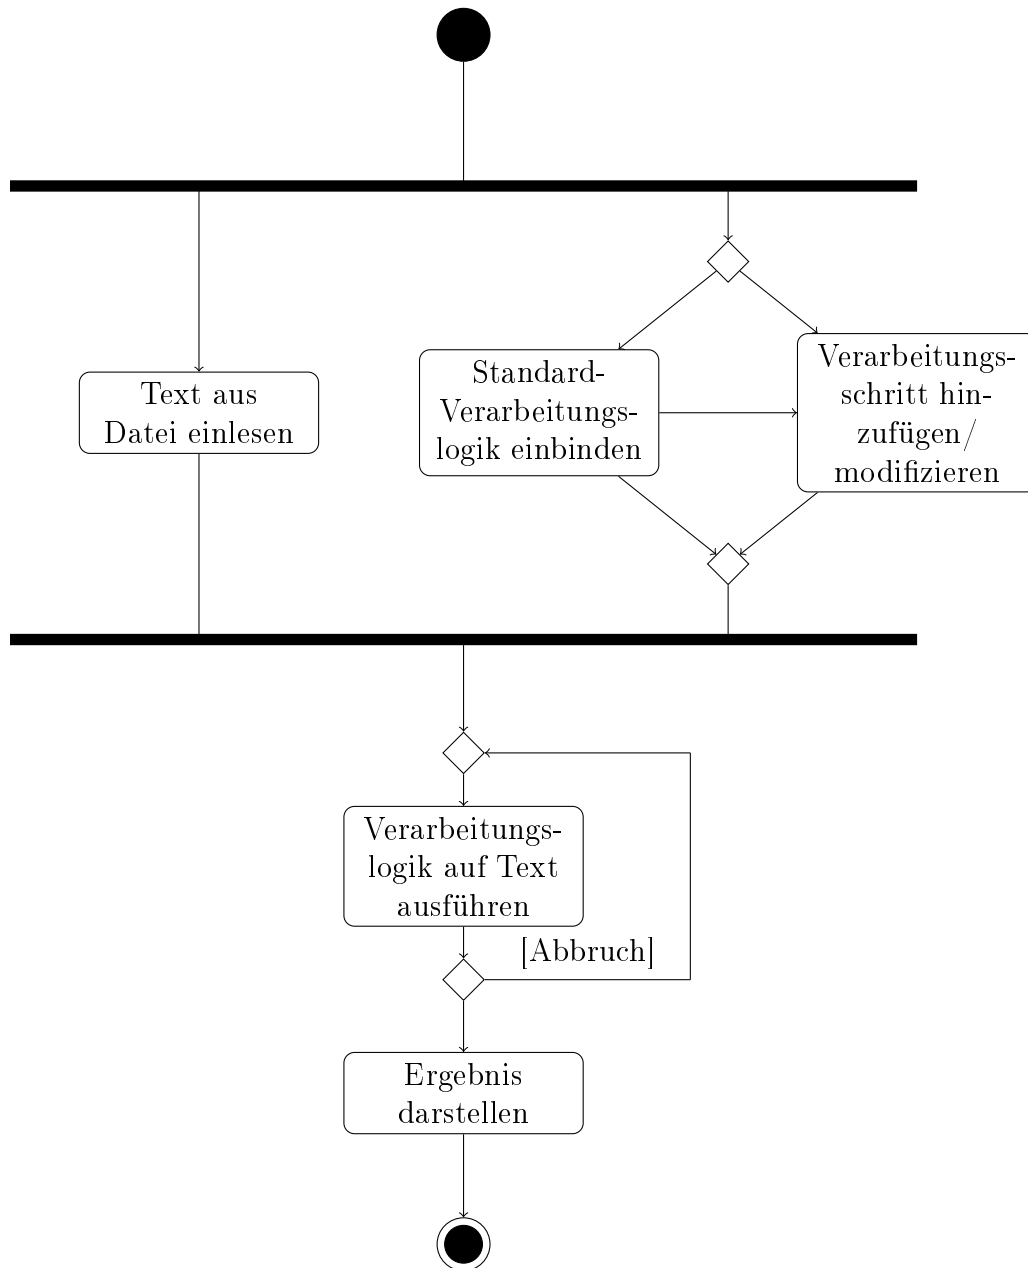 Text aus
Datei einlesen
Standard-
Verarbeitungs-
logik einbinden
Verarbeitungs-
schritt hin-
zufügen/
modifizieren
Verarbeitungs-
logik auf Text
ausführen
[Abbruch]
Ergebnis
darstellen